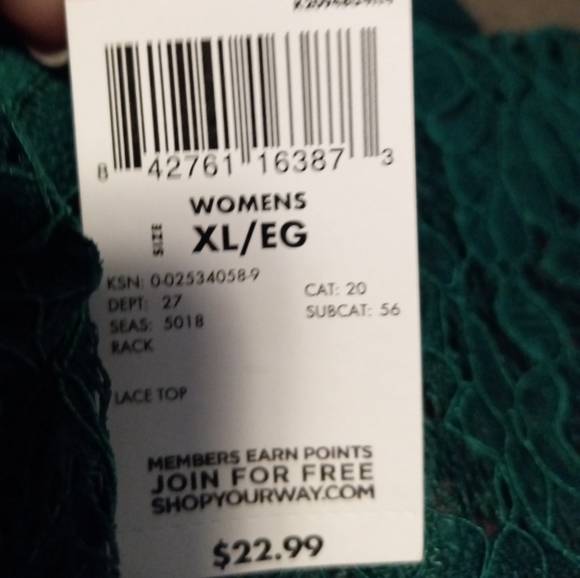 8 42761 16387 3
WOMENS
SIZE XL/EG
KSN: 0-02534058-9
DEPT: 27 CAT: 20
SEAS: 5018 SUBCAT: 56
RACK
LACE TOP
MEMBERS EARN POINTS
JOIN FOR FREE
SHOPYOURWAY.COM
$22.99